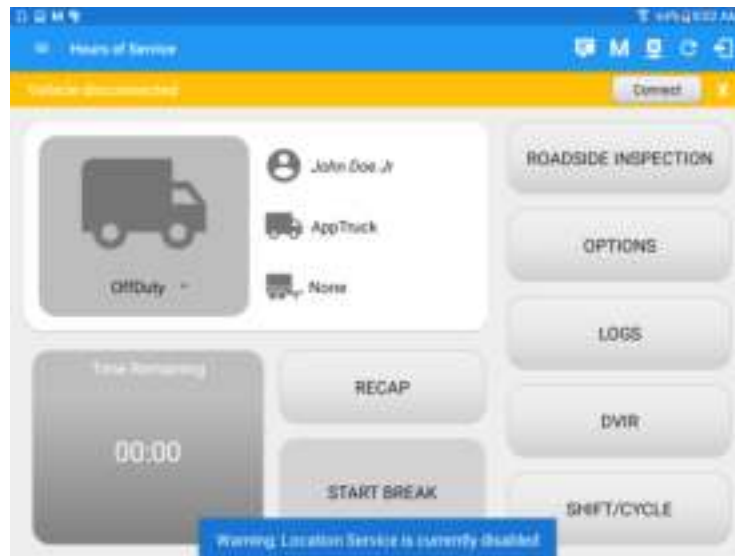 Hours of Service
M
Vehicle disconnected
Connect
X
John Doe Jr
AppTruck
None
OffDuty
ROADSIDE INSPECTION
OPTIONS
LOGS
DVIR
SHIFT/CYCLE
Time Remaining
00:00
RECAP
START BREAK
Warning: Location Service is currently disabled